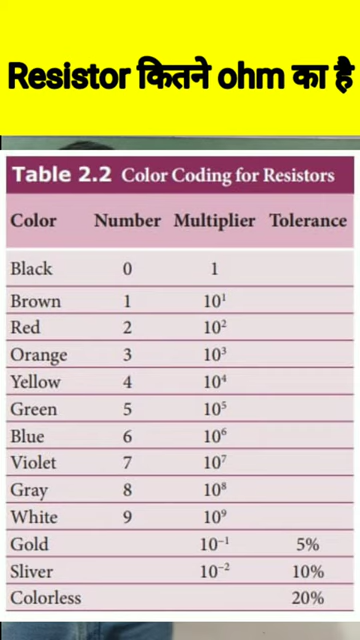 Resistor कितने ohm का है
Table 2.2 Color Coding for Resistors
Color Number Multiplier Tolerance
Black 0 1
Brown 1 10¹
Red 2 10²
Orange 3 10³
Yellow 4 10⁴
Green 5 10⁵
Blue 6 10⁶
Violet 7 10⁷
Gray 8 10⁸
White 9 10⁹
Gold 10⁻¹ 5%
Sliver 10⁻² 10%
Colorless 20%